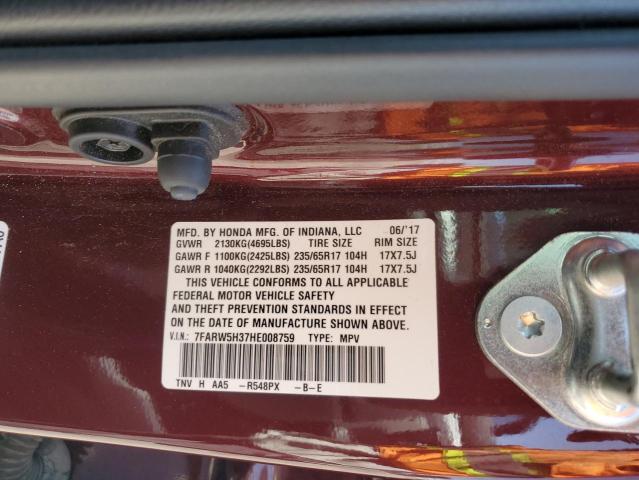 MFD. BY HONDA MFG. OF INDIANA, LLC 06/'17
GVWR 2130KG(4695LBS) TIRE SIZE RIM SIZE
GAWR F 1100KG(2425LBS) 235/65R17 104H 17X7.5J
GAWR R 1040KG(2292LBS) 235/65R17 104H 17X7.5J
THIS VEHICLE CONFORMS TO ALL APPLICABLE
FEDERAL MOTOR VEHICLE SAFETY
AND THEFT PREVENTION STANDARDS IN EFFECT
ON THE DATE OF MANUFACTURE SHOWN ABOVE.
V.I.N.: 7FARW5H37HE008759 TYPE: MPV
TNV H AA5 -R548PX -B-E